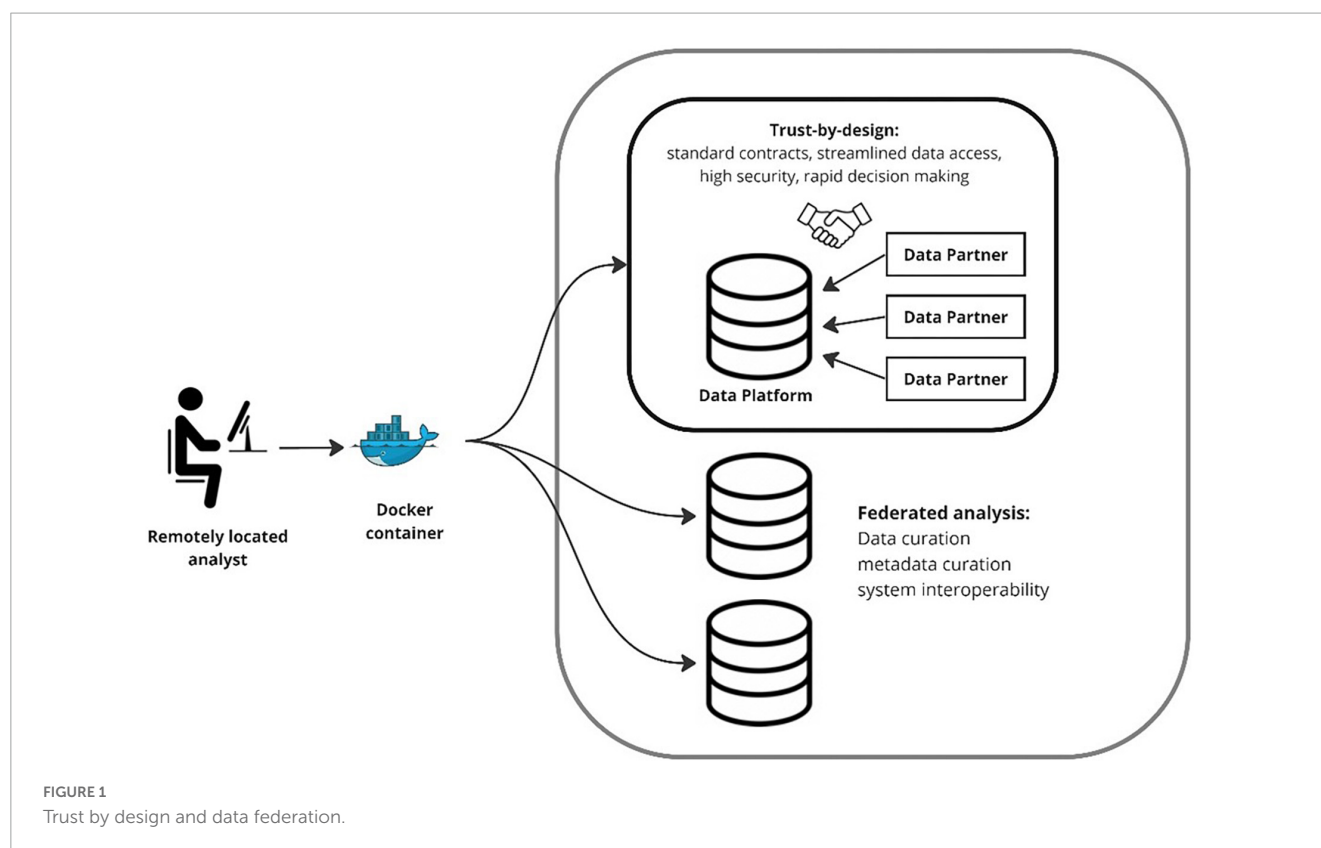 Trust-by-design:
standard contracts, streamlined data access,
high security, rapid decision making
Data Partner
Data Partner
Data Partner
Data Platform
Remotely located
analyst
Docker
container
Federated analysis:
Data curation
metadata curation
system interoperability
FIGURE 1
Trust by design and data federation.